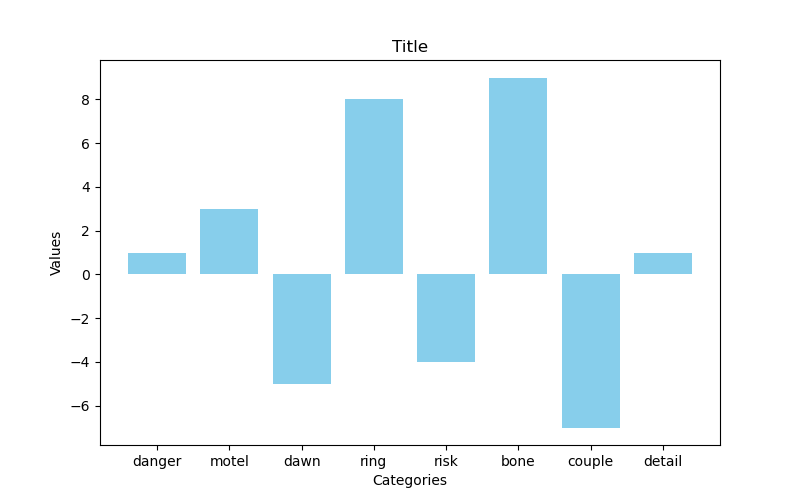 Title
Values
8
6
4
2
0
−2
−4
−6
danger motel dawn ring risk bone couple detail
Categories